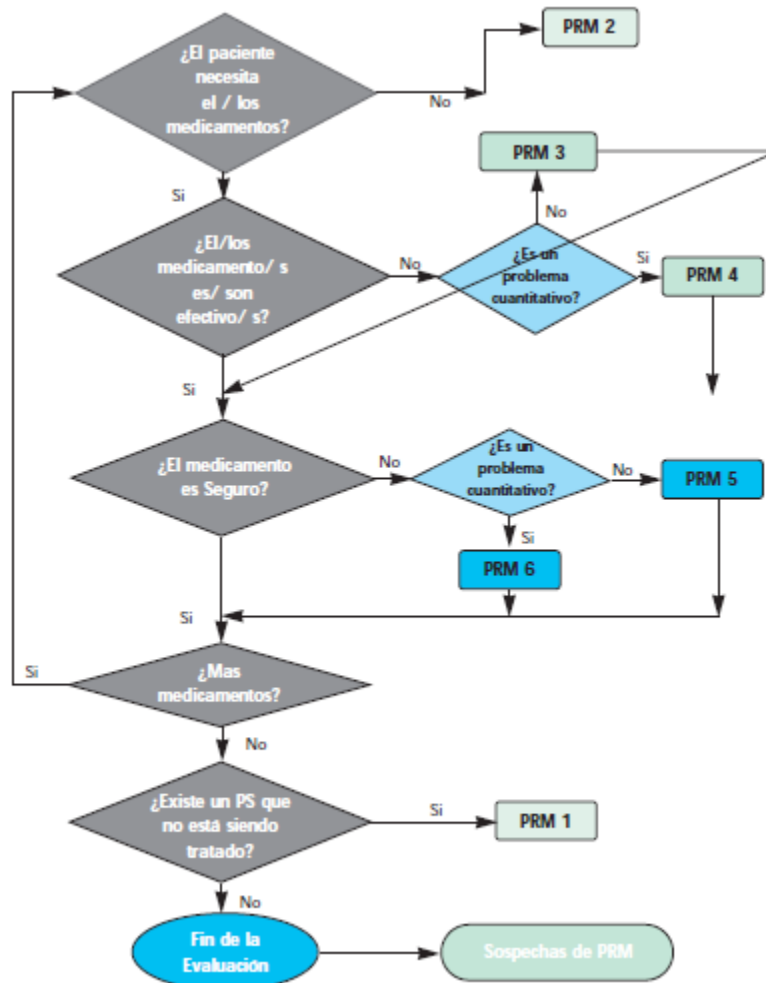 ¿El paciente
necesita
el / los
medicamentos?
No
PRM 2
Si
PRM 3
No
¿El/los
medicamento/ s
es/ son
efectivo/ s?
No
¿Es un
problema
cuantitativo?
Si
PRM 4
Si
¿El medicamento
es Seguro?
No
¿Es un
problema
cuantitativo?
No
PRM 5
Si
PRM 6
Si
¿Mas
medicamentos?
Si
No
¿Existe un PS que
no está siendo
tratado?
Si
PRM 1
No
Fin de la
Evaluación
Sospechas de PRM